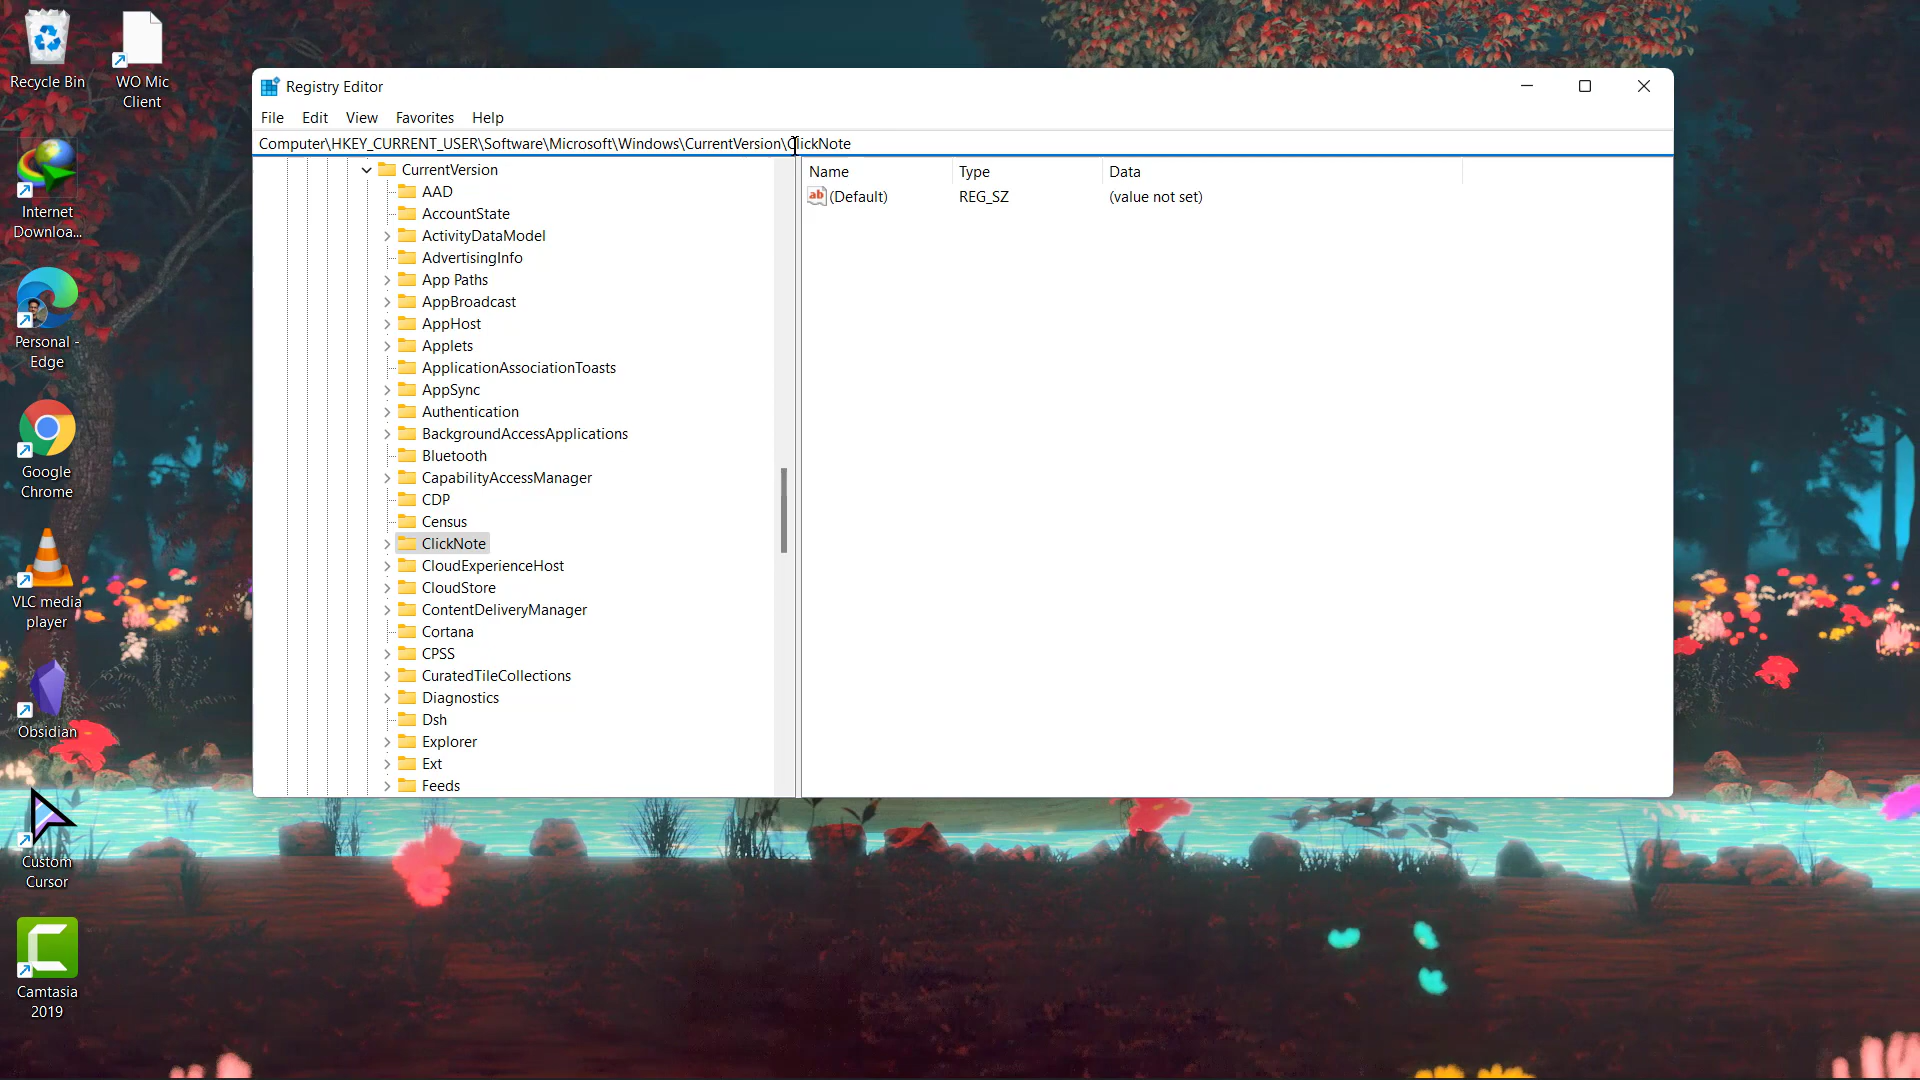 Recycle Bin
WO Mic
Client
Internet
Downloa...
Personal -
Edge
Google
Chrome
VLC media
player
Obsidian
Custom
Cursor
Camtasia
2019
Registry Editor
File Edit View Favorites Help
Computer\HKEY_CURRENT_USER\Software\Microsoft\Windows\CurrentVersion\ClickNote
CurrentVersion
AAD
AccountState
ActivityDataModel
AdvertisingInfo
App Paths
AppBroadcast
AppHost
Applets
ApplicationAssociationToasts
AppSync
Authentication
BackgroundAccessApplications
Bluetooth
CapabilityAccessManager
CDP
Census
ClickNote
CloudExperienceHost
CloudStore
ContentDeliveryManager
Cortana
CPSS
CuratedTileCollections
Diagnostics
Dsh
Explorer
Ext
Feeds
Name Type Data
ab (Default) REG_SZ (value not set)